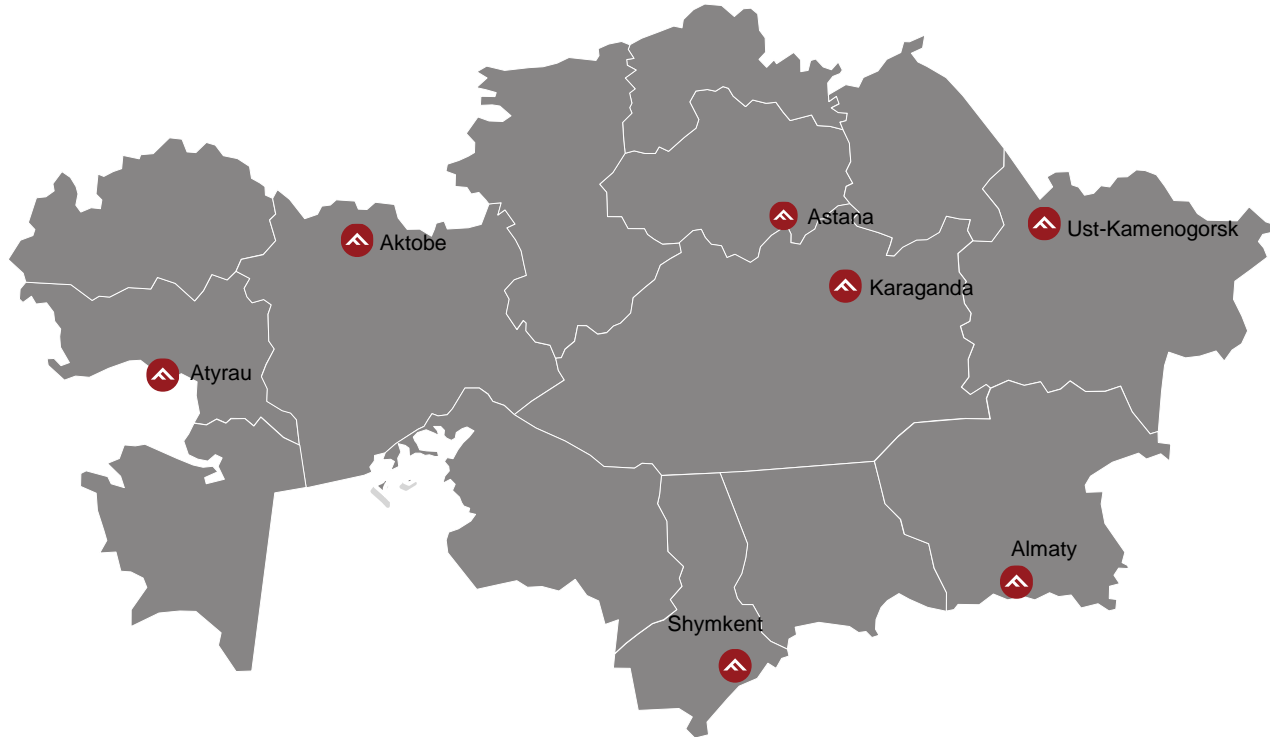 Astana
Ust-Kamenogorsk
Aktobe
Karaganda
Atyrau
Almaty
Shymkent